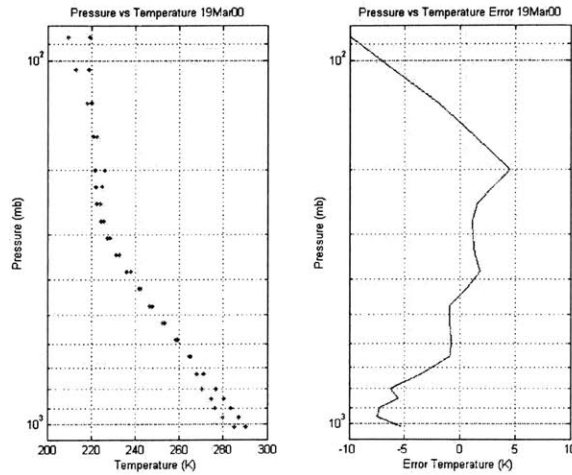 Pressure vs Temperature 19Mar00
10²
10³
Pressure (mb)
200 220 240 260 280 300
Temperature (K)
Pressure vs Temperature Error 19Mar00
10²
10³
Pressure (mb)
-10 -5 0 5 10
Error Temperature (K)